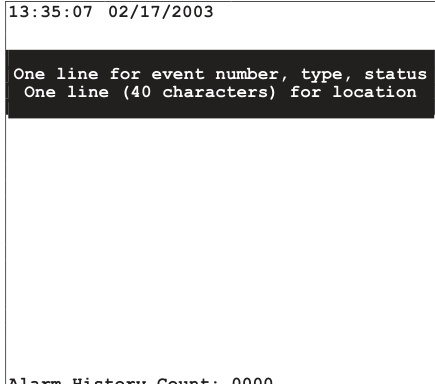 13:35:07 02/17/2003
One line for event number, type, status
One line (40 characters) for location
Alarm History Count: 0000